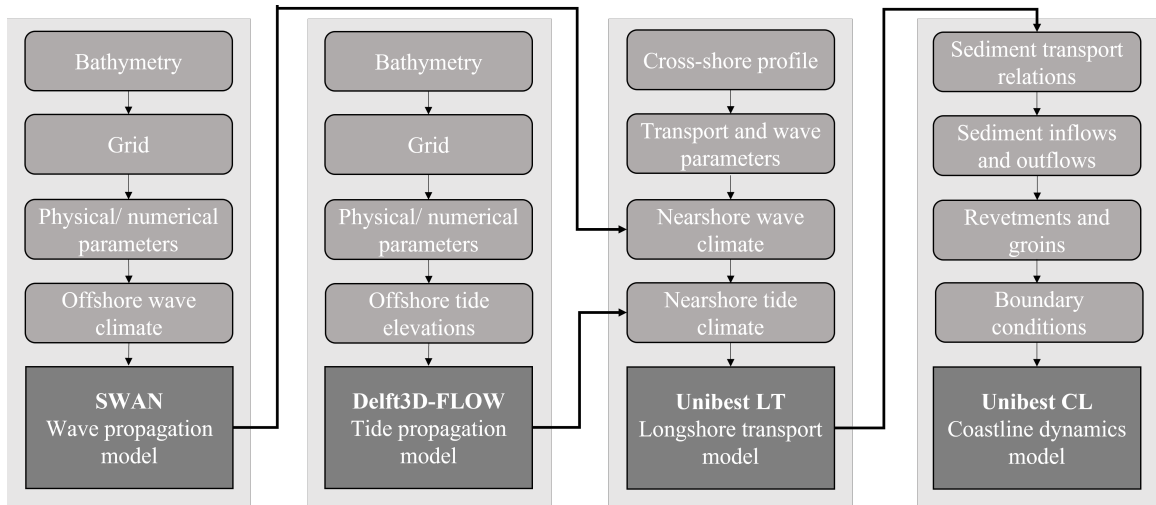 Bathymetry
Grid
Physical/ numerical
parameters
Offshore wave
climate
SWAN
Wave propagation
model
Bathymetry
Grid
Physical/ numerical
parameters
Offshore tide
elevations
Delft3D-FLOW
Tide propagation
model
Cross-shore profile
Transport and wave
parameters
Nearshore wave
climate
Nearshore tide
climate
Unibest LT
Longshore transport
model
Sediment transport
relations
Sediment inflows
and outflows
Revetments and
groins
Boundary
conditions
Unibest CL
Coastline dynamics
model